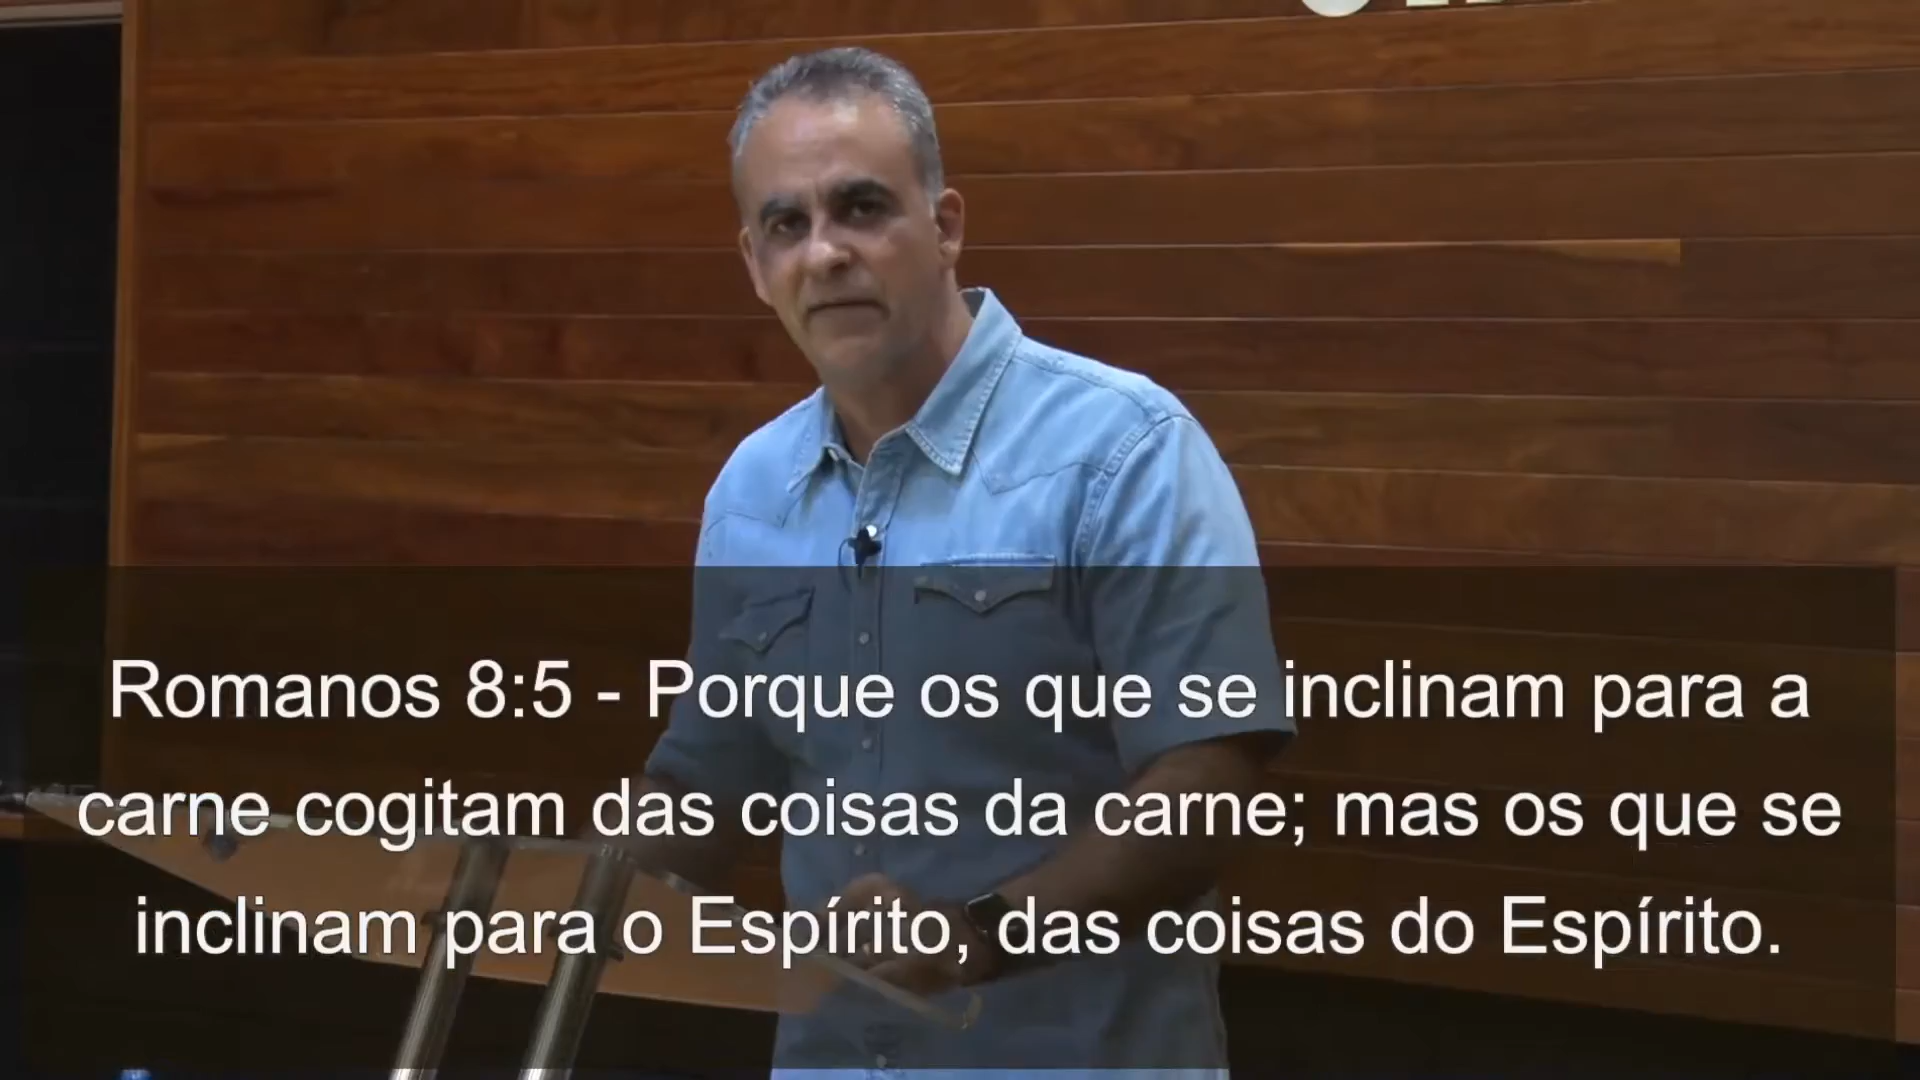 Romanos 8:5 - Porque os que se inclinam para a
carne cogitam das coisas da carne; mas os que se
inclinam para o Espírito, das coisas do Espírito.